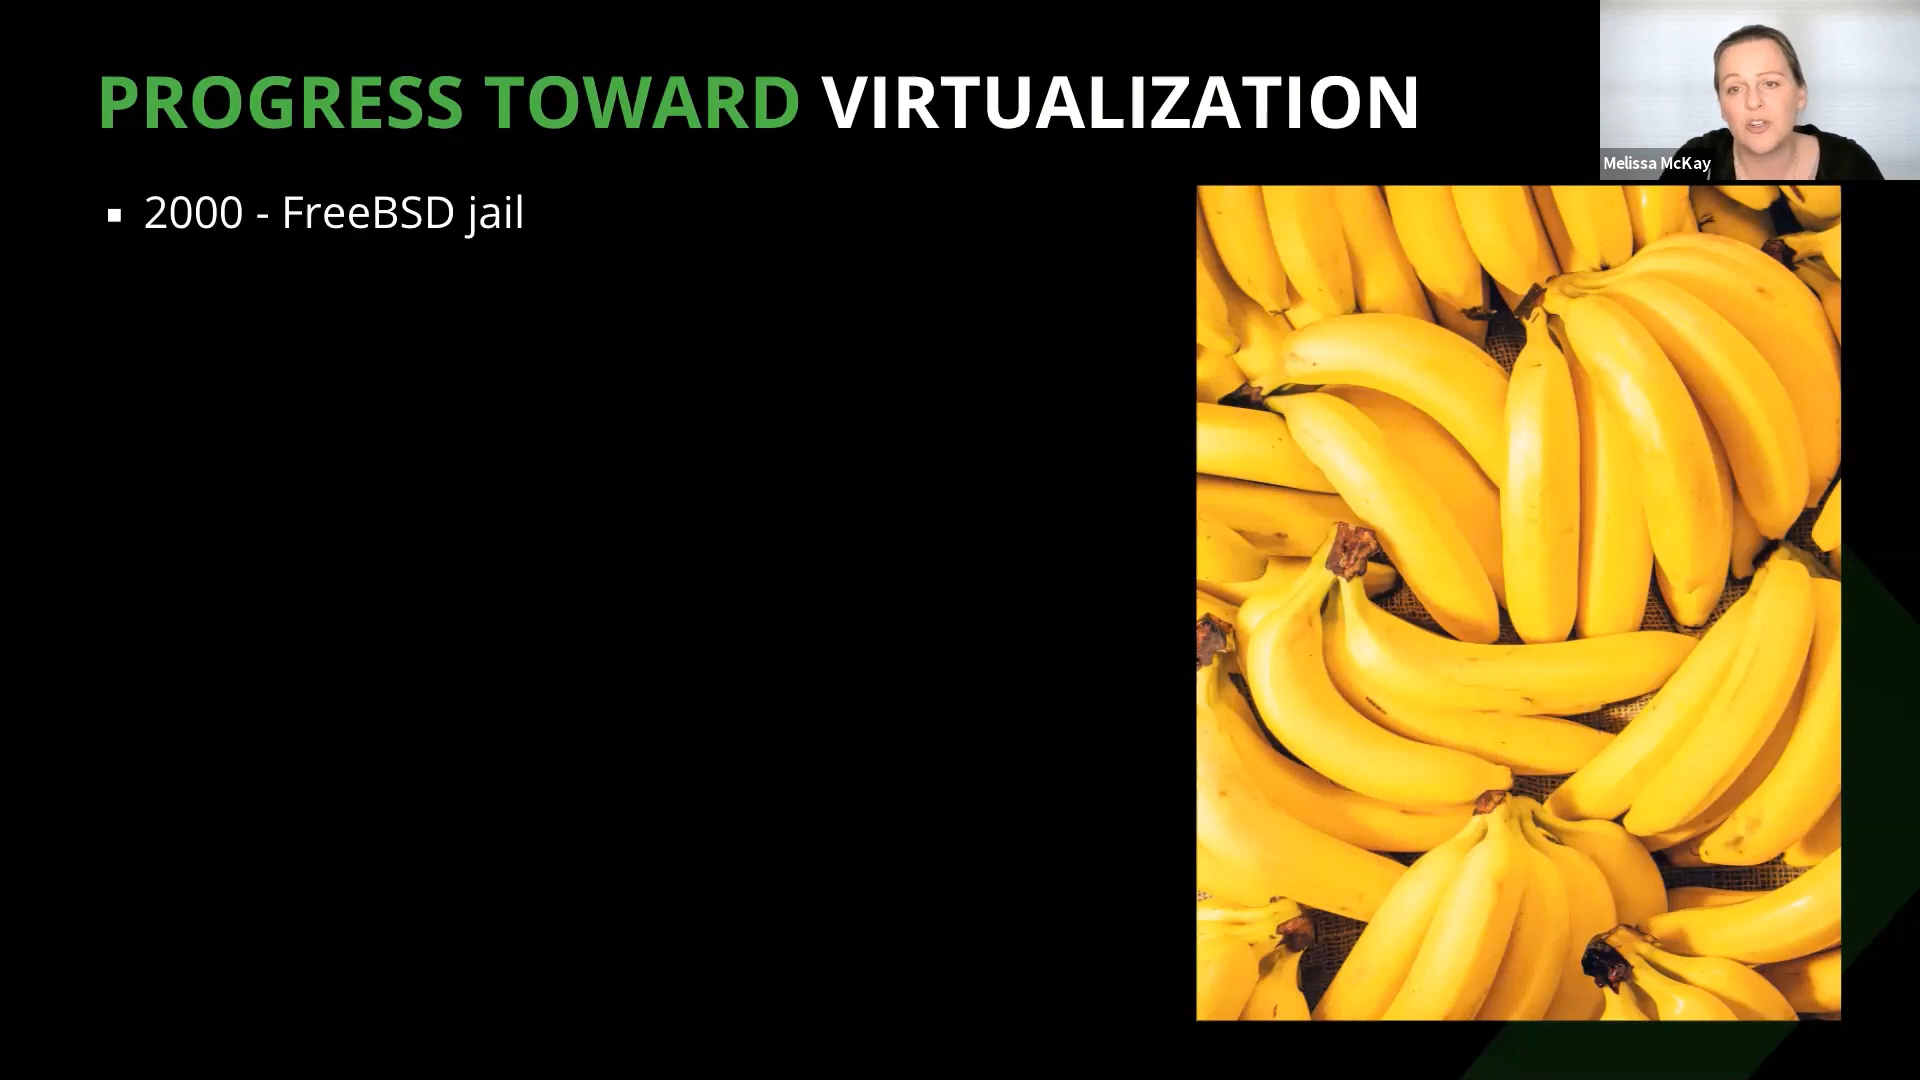 PROGRESS TOWARD VIRTUALIZATION
Melissa McKay
▪ 2000 - FreeBSD jail